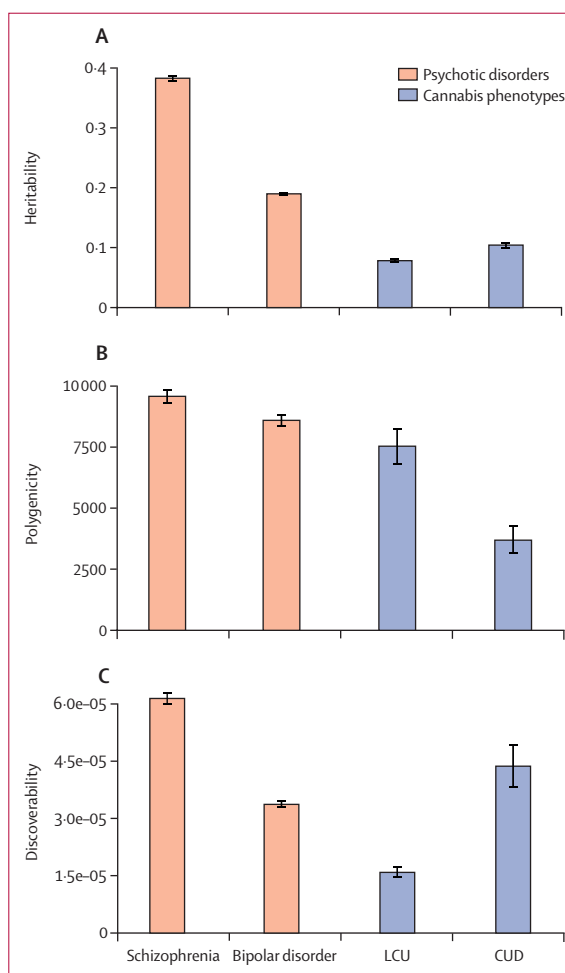 A
Psychotic disorders
Cannabis phenotypes
Heritability
0·4
0·3
0·2
0·1
0
B
Polygenicity
10 000
7500
5000
2500
0
C
Discoverability
6·0e–05
4·5e–05
3·0e–05
1·5e–05
0
Schizophrenia Bipolar disorder LCU CUD